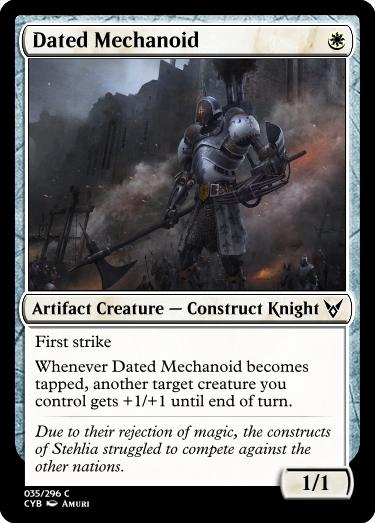 Dated Mechanoid
Artifact Creature — Construct Knight
First strike
Whenever Dated Mechanoid becomes
tapped, another target creature you
control gets +1/+1 until end of turn.
Due to their rejection of magic, the constructs
of Stehlia struggled to compete against the
other nations.
1/1
035/296 C
CYB Amuri